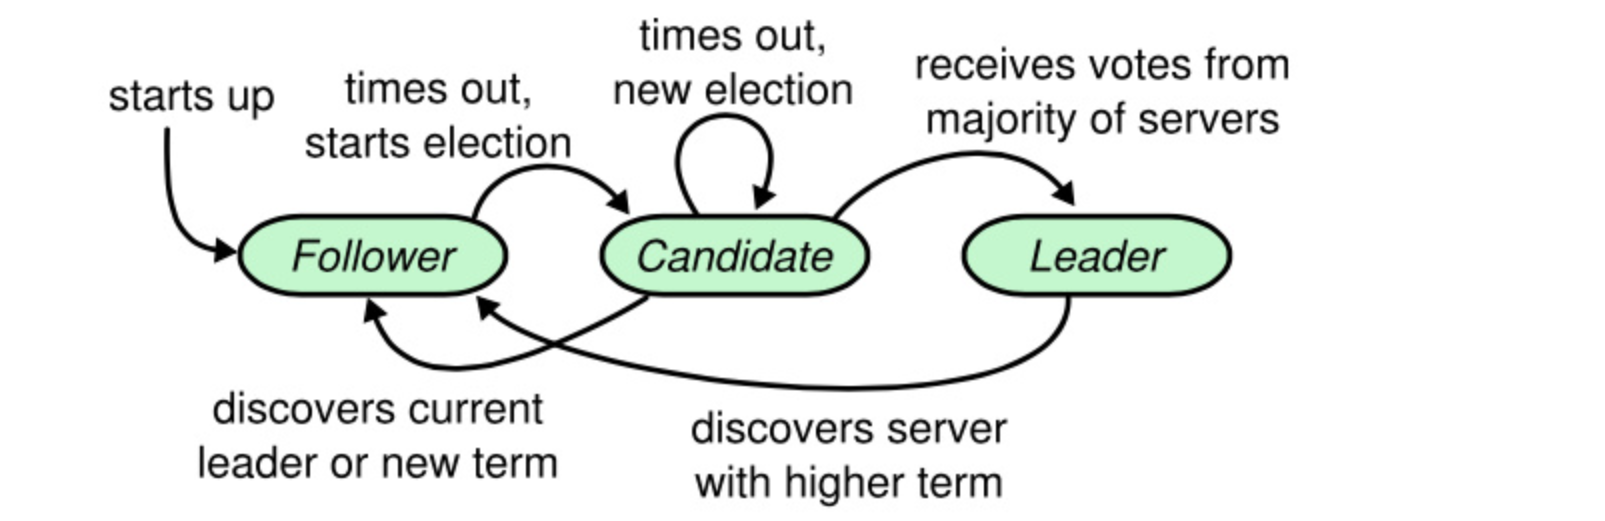 starts up
times out,
starts election
times out,
new election
receives votes from
majority of servers
Follower
Candidate
Leader
discovers current
leader or new term
discovers server
with higher term